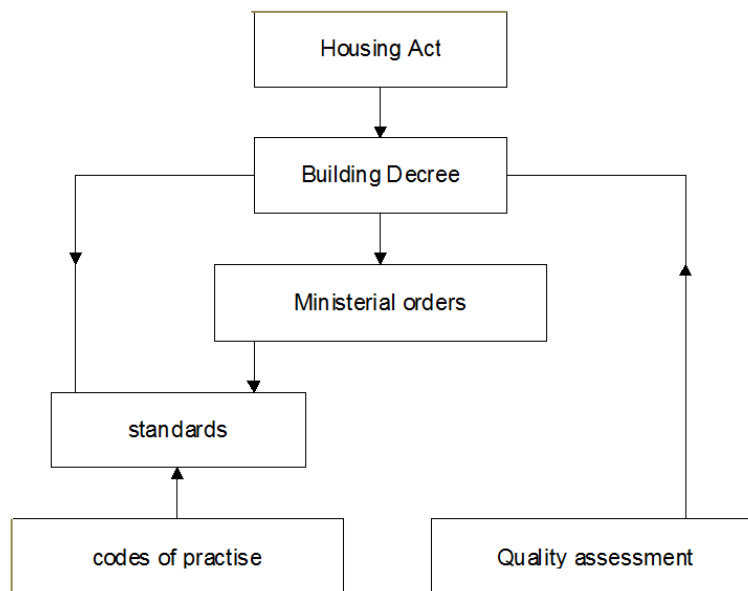 Housing Act
Building Decree
Ministerial orders
standards
codes of practise
Quality assessment